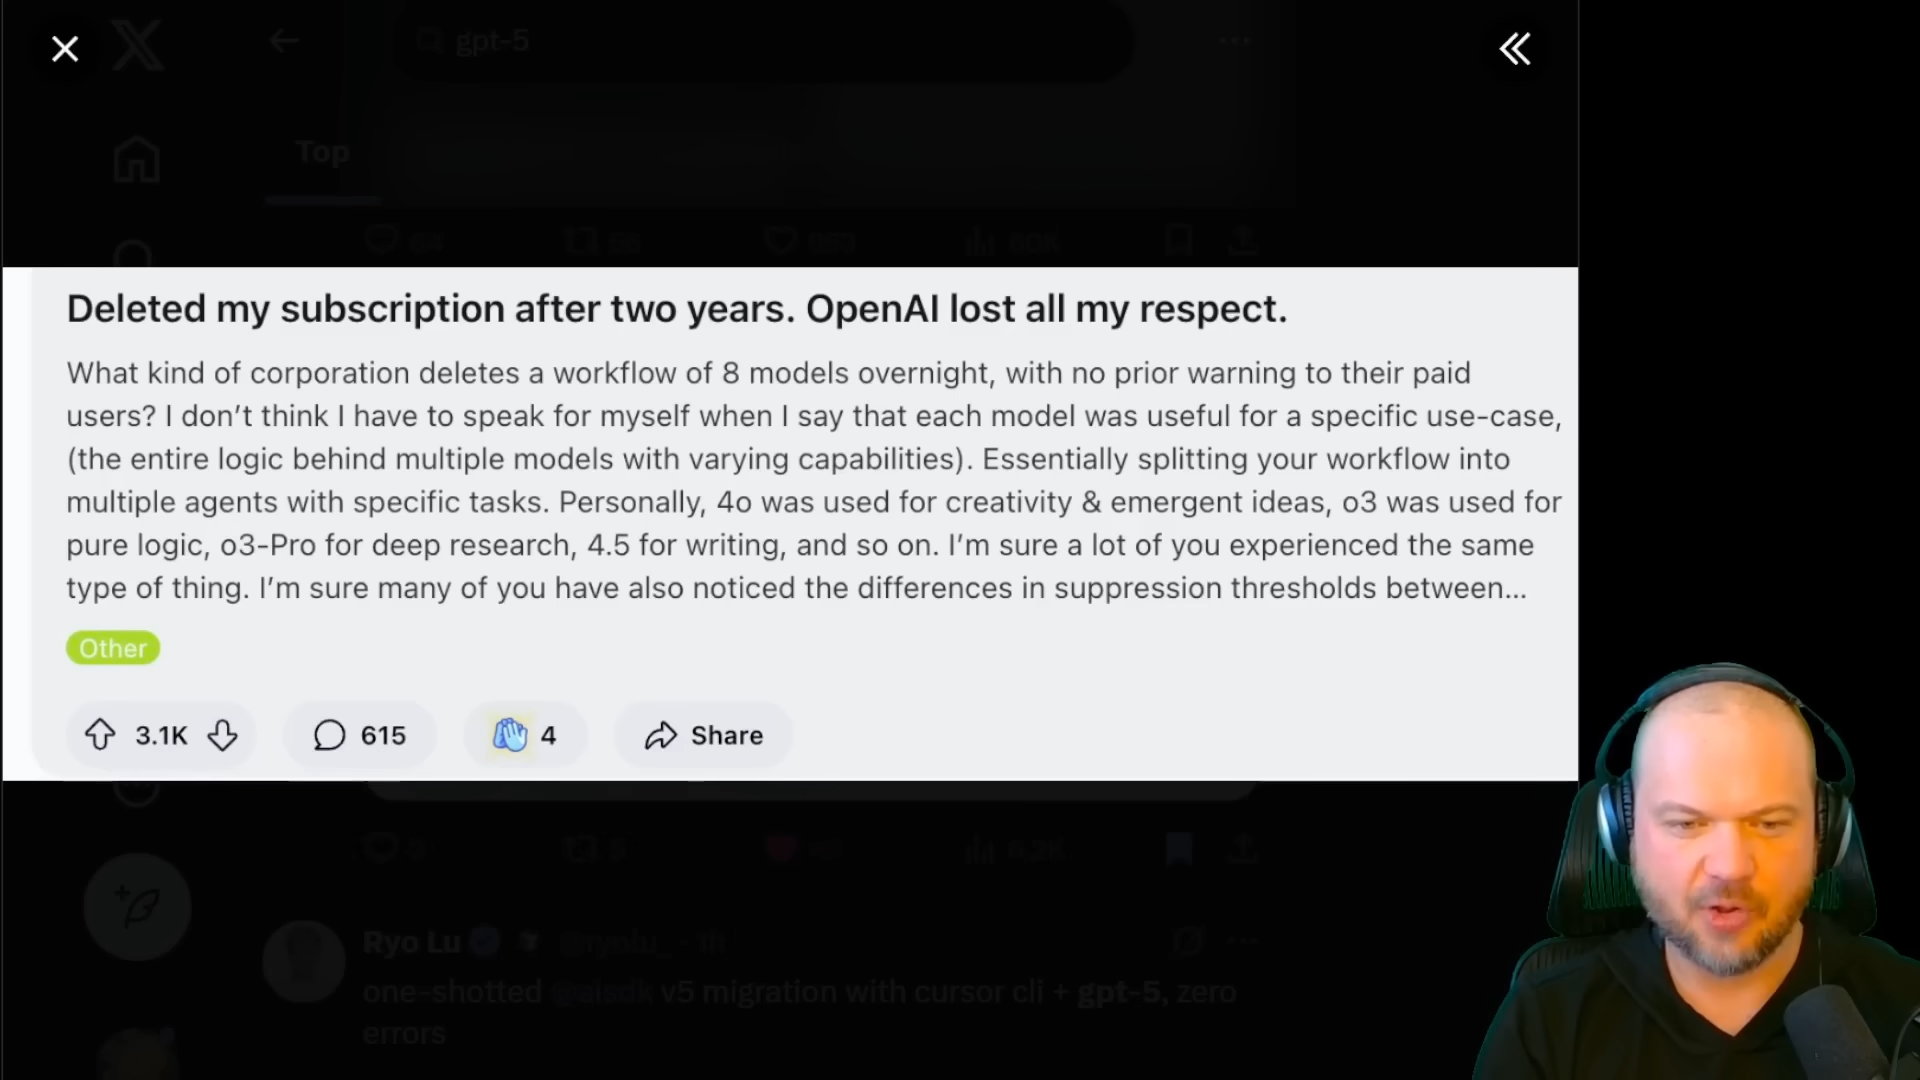 gpt-5
Top
64
60K
Deleted my subscription after two years. OpenAI lost all my respect.
What kind of corporation deletes a workflow of 8 models overnight, with no prior warning to their paid
users? I don’t think I have to speak for myself when I say that each model was useful for a specific use-case,
(the entire logic behind multiple models with varying capabilities). Essentially splitting your workflow into
multiple agents with specific tasks. Personally, 4o was used for creativity & emergent ideas, o3 was used for
pure logic, o3-Pro for deep research, 4.5 for writing, and so on. I’m sure a lot of you experienced the same
type of thing. I’m sure many of you have also noticed the differences in suppression thresholds between...
Other
3.1K
615
4
Share
Ryo Lu
one-shotted @aisdk v5 migration with cursor cli + gpt-5, zero
errors